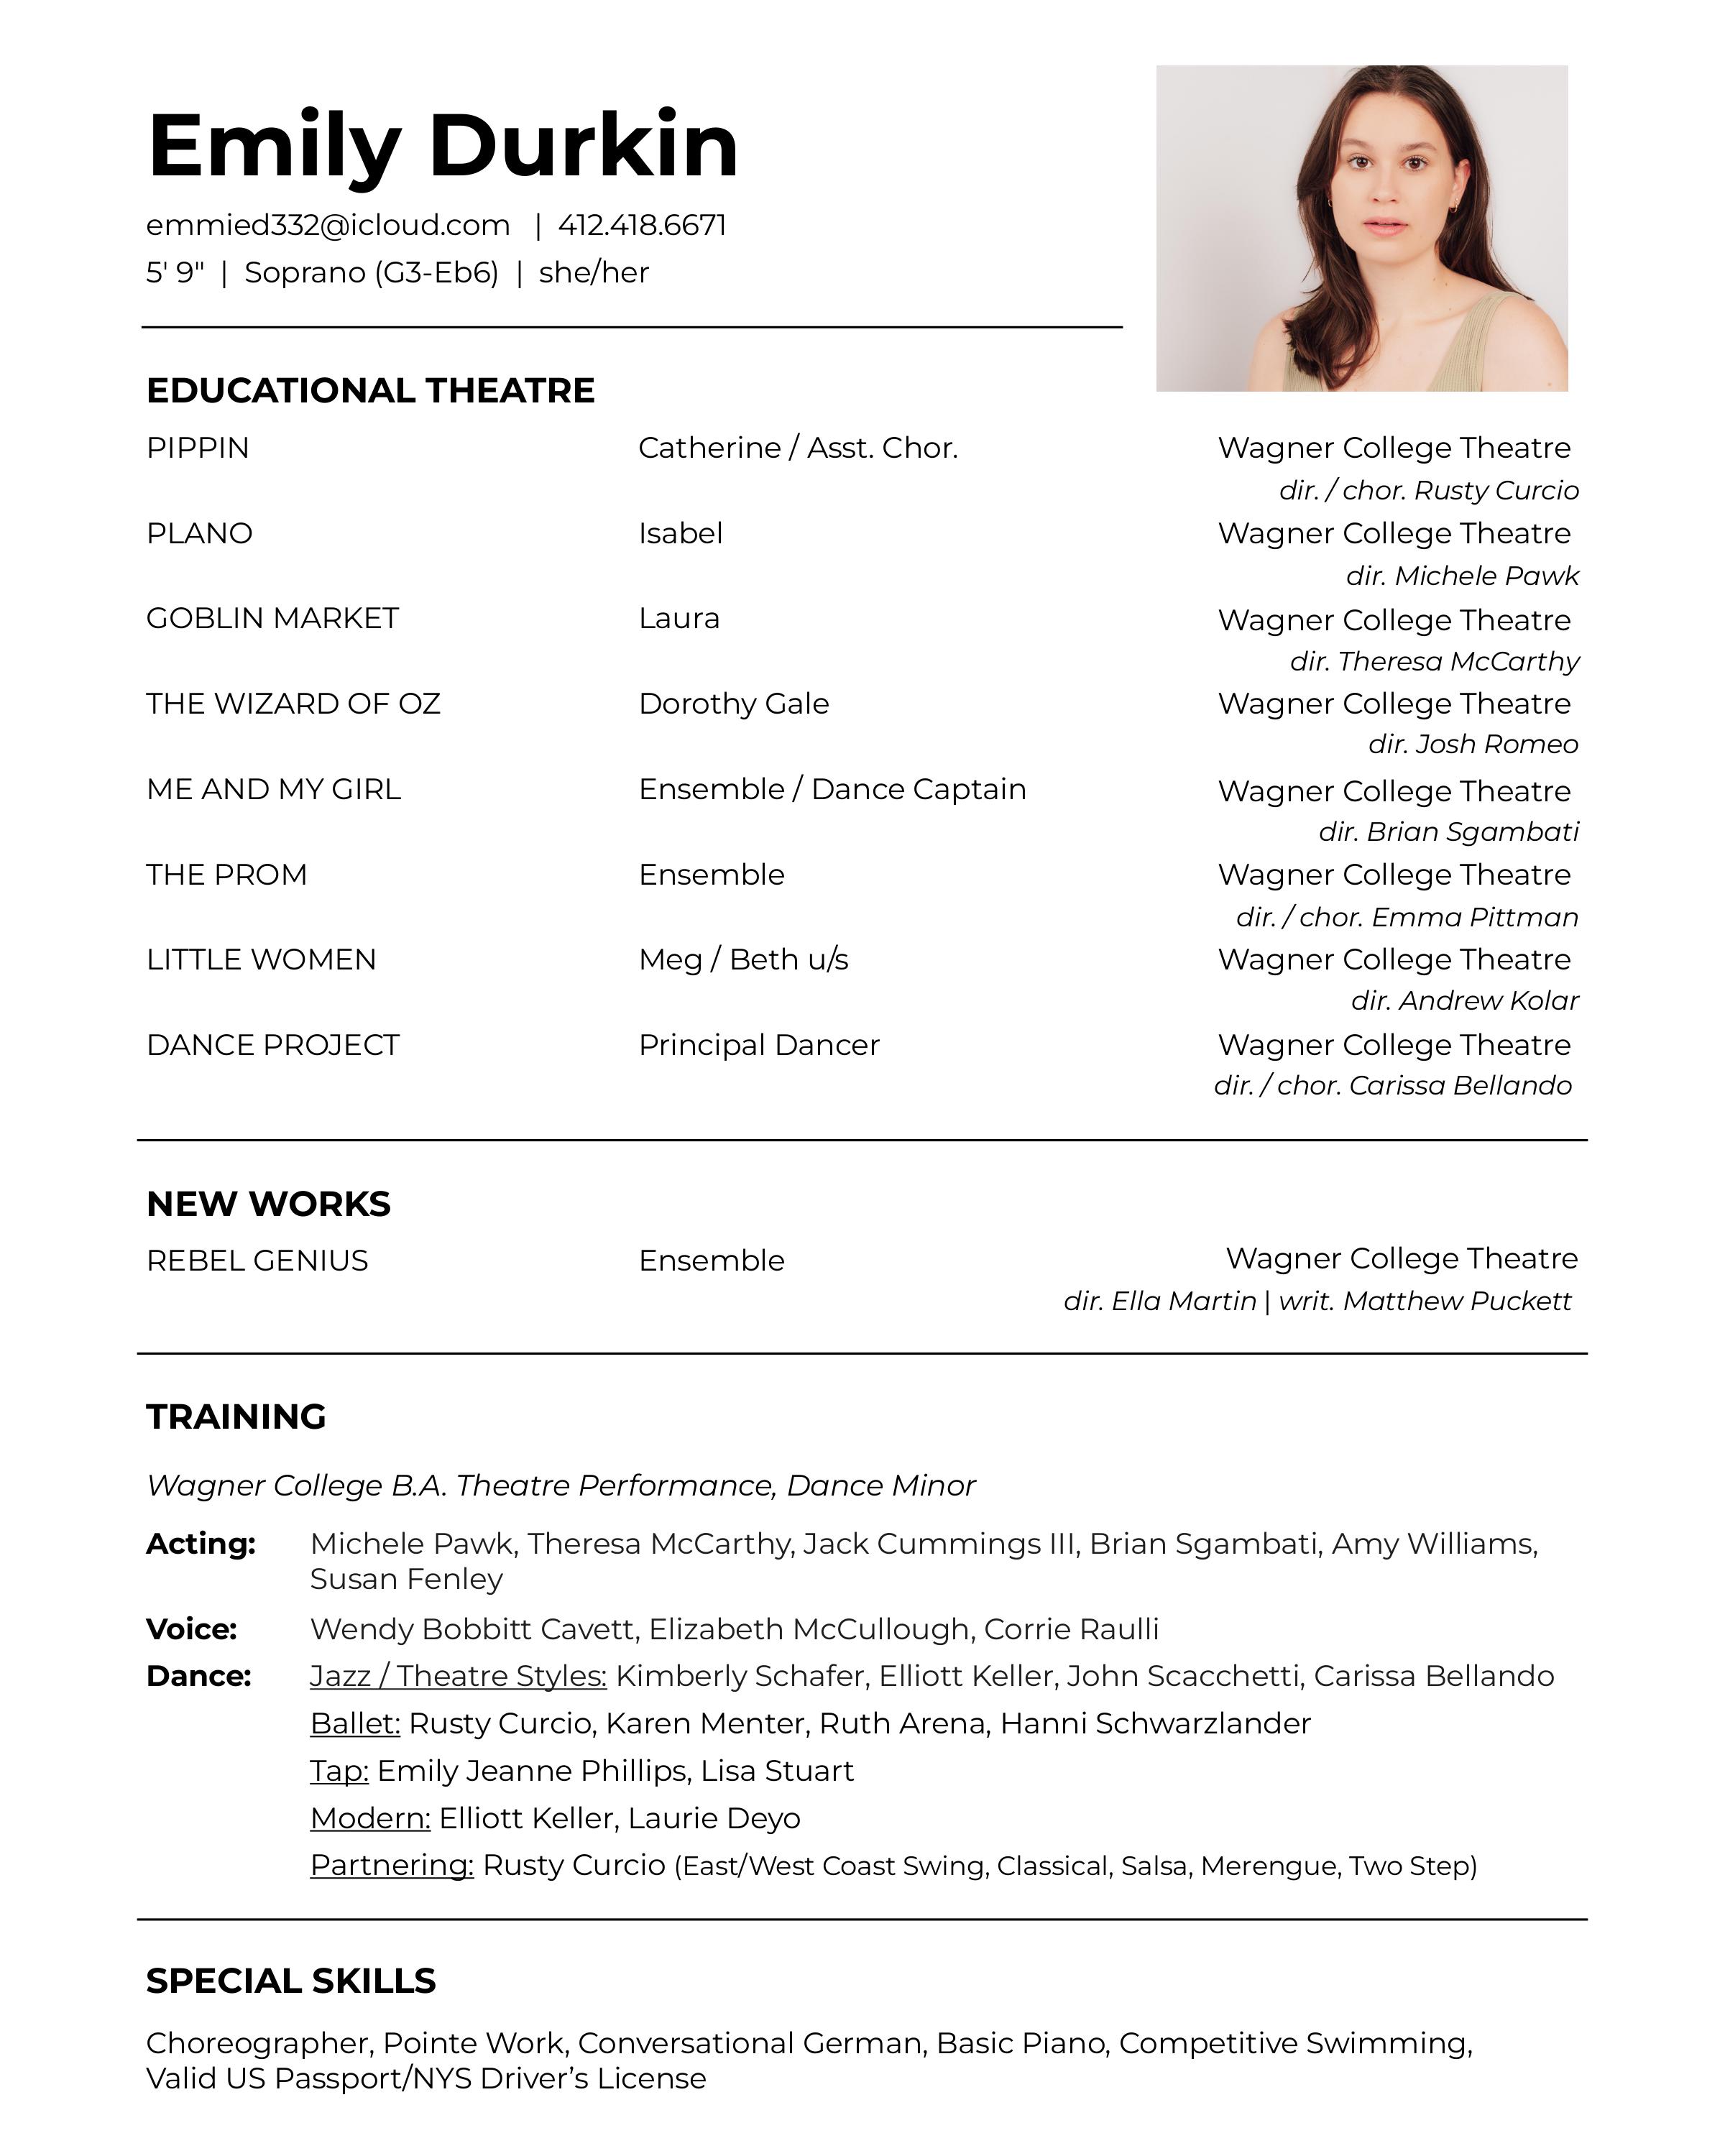 Emily Durkin
emmied332@icloud.com | 412.418.6671
5' 9" | Soprano (G3-Eb6) | she/her
EDUCATIONAL THEATRE
PIPPIN Catherine / Asst. Chor. Wagner College Theatre
dir. / chor. Rusty Curcio
PLANO Isabel Wagner College Theatre
dir. Michele Pawk
GOBLIN MARKET Laura Wagner College Theatre
dir. Theresa McCarthy
THE WIZARD OF OZ Dorothy Gale Wagner College Theatre
dir. Josh Romeo
ME AND MY GIRL Ensemble / Dance Captain Wagner College Theatre
dir. Brian Sgambati
THE PROM Ensemble Wagner College Theatre
dir. / chor. Emma Pittman
LITTLE WOMEN Meg / Beth u/s Wagner College Theatre
dir. Andrew Kolar
DANCE PROJECT Principal Dancer Wagner College Theatre
dir. / chor. Carissa Bellando
NEW WORKS
REBEL GENIUS Ensemble Wagner College Theatre
dir. Ella Martin | writ. Matthew Puckett
TRAINING
Wagner College B.A. Theatre Performance, Dance Minor
Acting: Michele Pawk, Theresa McCarthy, Jack Cummings III, Brian Sgambati, Amy Williams,
Susan Fenley
Voice: Wendy Bobbitt Cavett, Elizabeth McCullough, Corrie Raulli
Dance: Jazz / Theatre Styles: Kimberly Schafer, Elliott Keller, John Scacchetti, Carissa Bellando
Ballet: Rusty Curcio, Karen Menter, Ruth Arena, Hanni Schwarzlander
Tap: Emily Jeanne Phillips, Lisa Stuart
Modern: Elliott Keller, Laurie Deyo
Partnering: Rusty Curcio (East/West Coast Swing, Classical, Salsa, Merengue, Two Step)
SPECIAL SKILLS
Choreographer, Pointe Work, Conversational German, Basic Piano, Competitive Swimming,
Valid US Passport/NYS Driver’s License